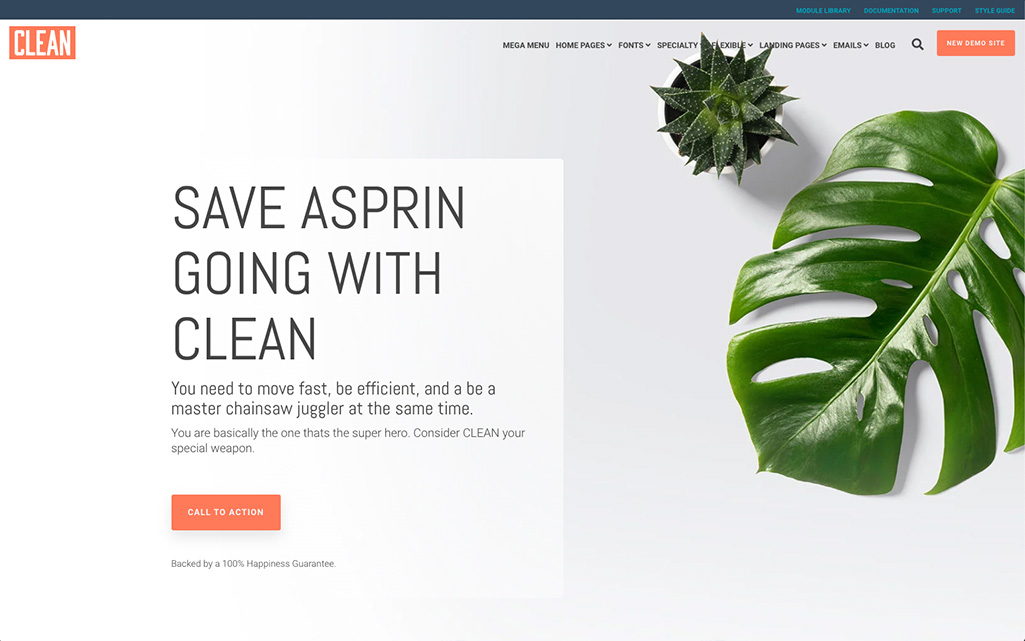 MODULE LIBRARY DOCUMENTATION SUPPORT STYLE GUIDE
CLEAN
MEGA MENU HOME PAGES FONTS SPECIALTY FLEXIBLE LANDING PAGES EMAILS BLOG
NEW DEMO SITE
SAVE ASPRIN
GOING WITH
CLEAN
You need to move fast, be efficient, and a be a
master chainsaw juggler at the same time.
You are basically the one thats the super hero. Consider CLEAN your
special weapon.
CALL TO ACTION
Backed by a 100% Happiness Guarantee.